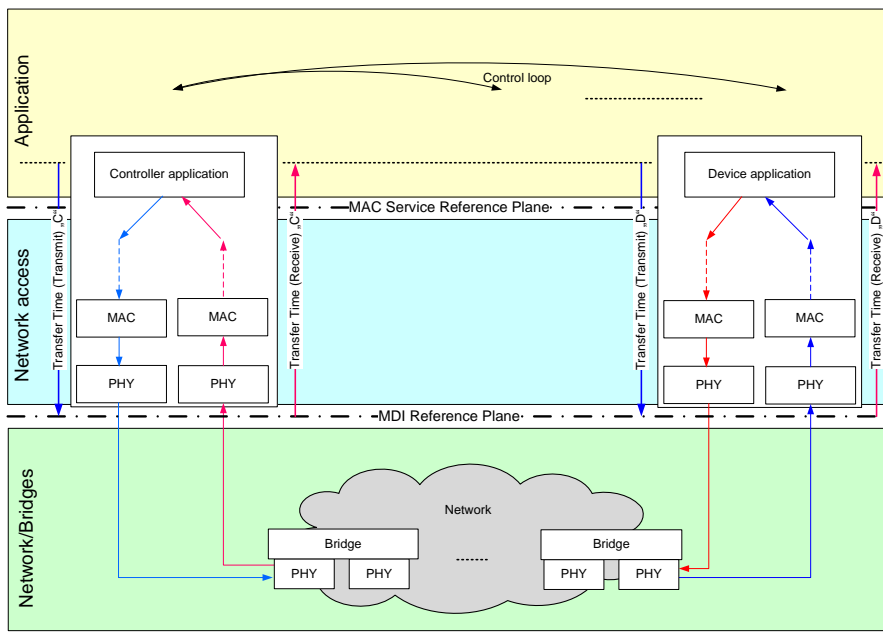 Application
Control loop
Controller application
Device application
MAC Service Reference Plane
Network access
Transfer Time (Transmit) „C“
Transfer Time (Receive) „C“
Transfer Time (Transmit) „D“
Transfer Time (Receive) „D“
MAC
MAC
MAC
MAC
PHY
PHY
PHY
PHY
MDI Reference Plane
Network/Bridges
Network
Bridge
Bridge
PHY
PHY
PHY
PHY